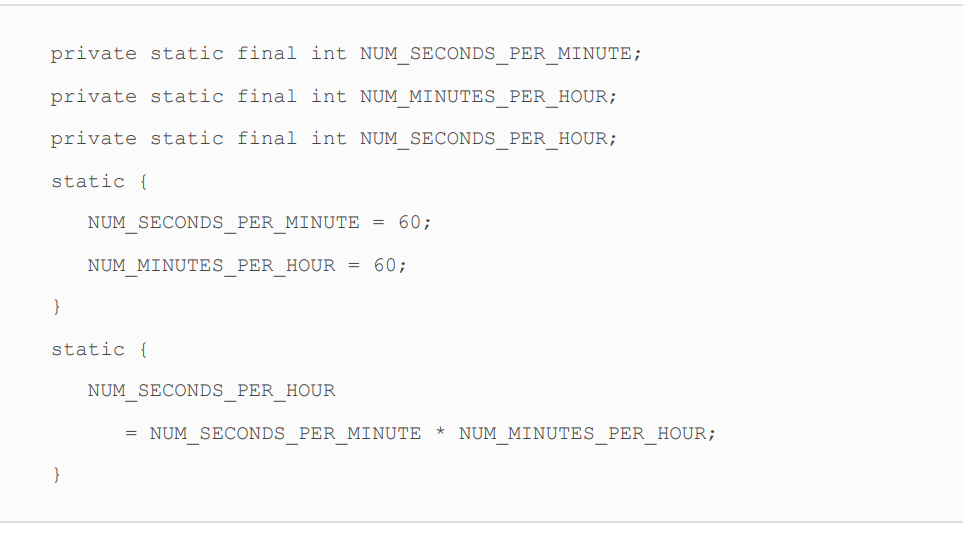 private static final int NUM_SECONDS_PER_MINUTE;
private static final int NUM_MINUTES_PER_HOUR;
private static final int NUM_SECONDS_PER_HOUR;
static {
   NUM_SECONDS_PER_MINUTE = 60;
   NUM_MINUTES_PER_HOUR = 60;
}
static {
   NUM_SECONDS_PER_HOUR
      = NUM_SECONDS_PER_MINUTE * NUM_MINUTES_PER_HOUR;
}